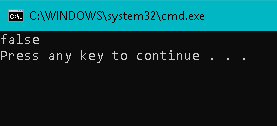 C:\WINDOWS\system32\cmd.exe
false
Press any key to continue . . .